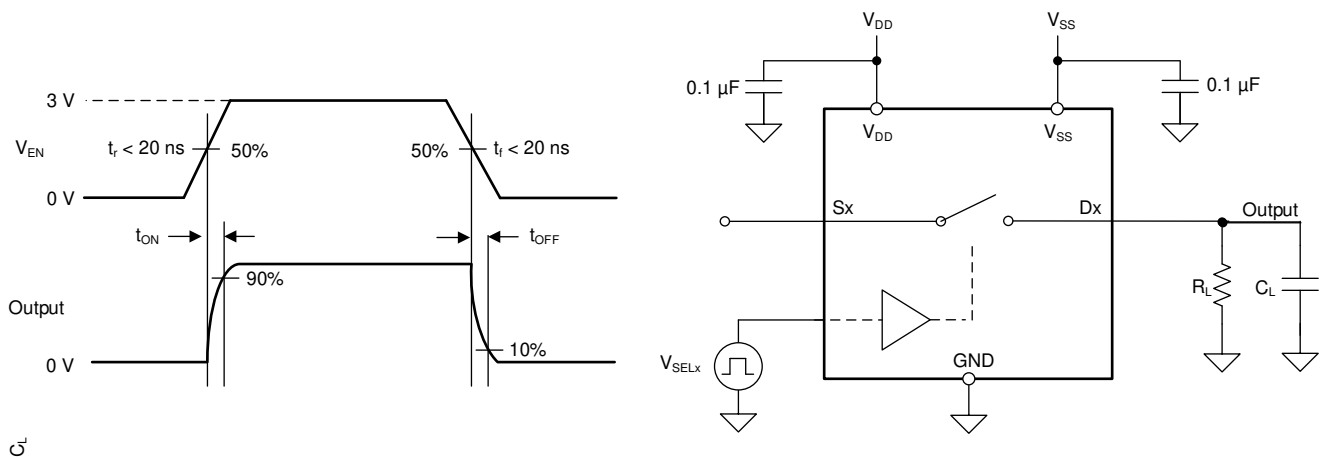 3 V
V_EN
t_r < 20 ns
50%
50%
t_f < 20 ns
0 V
t_ON
t_OFF
90%
Output
10%
0 V
C_L
V_DD
V_SS
0.1 µF
0.1 µF
V_DD
V_SS
Sx
Dx
Output
R_L
C_L
V_SELx
GND